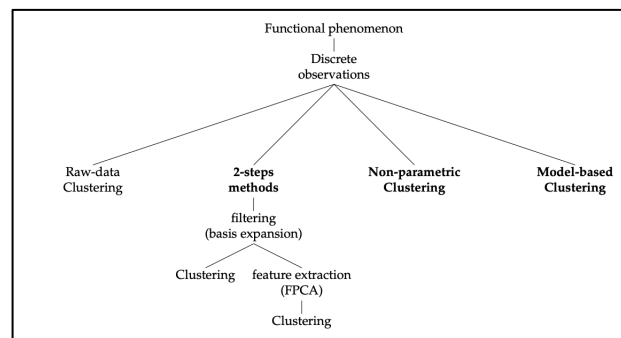 Functional phenomenon
Discrete
observations
Raw-data
Clustering
2-steps
methods
Non-parametric
Clustering
Model-based
Clustering
filtering
(basis expansion)
Clustering
feature extraction
(FPCA)
Clustering